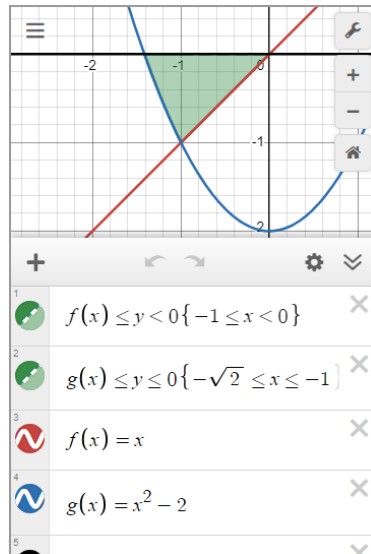 -2
-1
0
-1
-2
1
f(x) ≤ y < 0 {-1 ≤ x < 0}
2
g(x) ≤ y ≤ 0 {-√2 ≤ x ≤ -1}
3
f(x) = x
4
g(x) = x² - 2
5